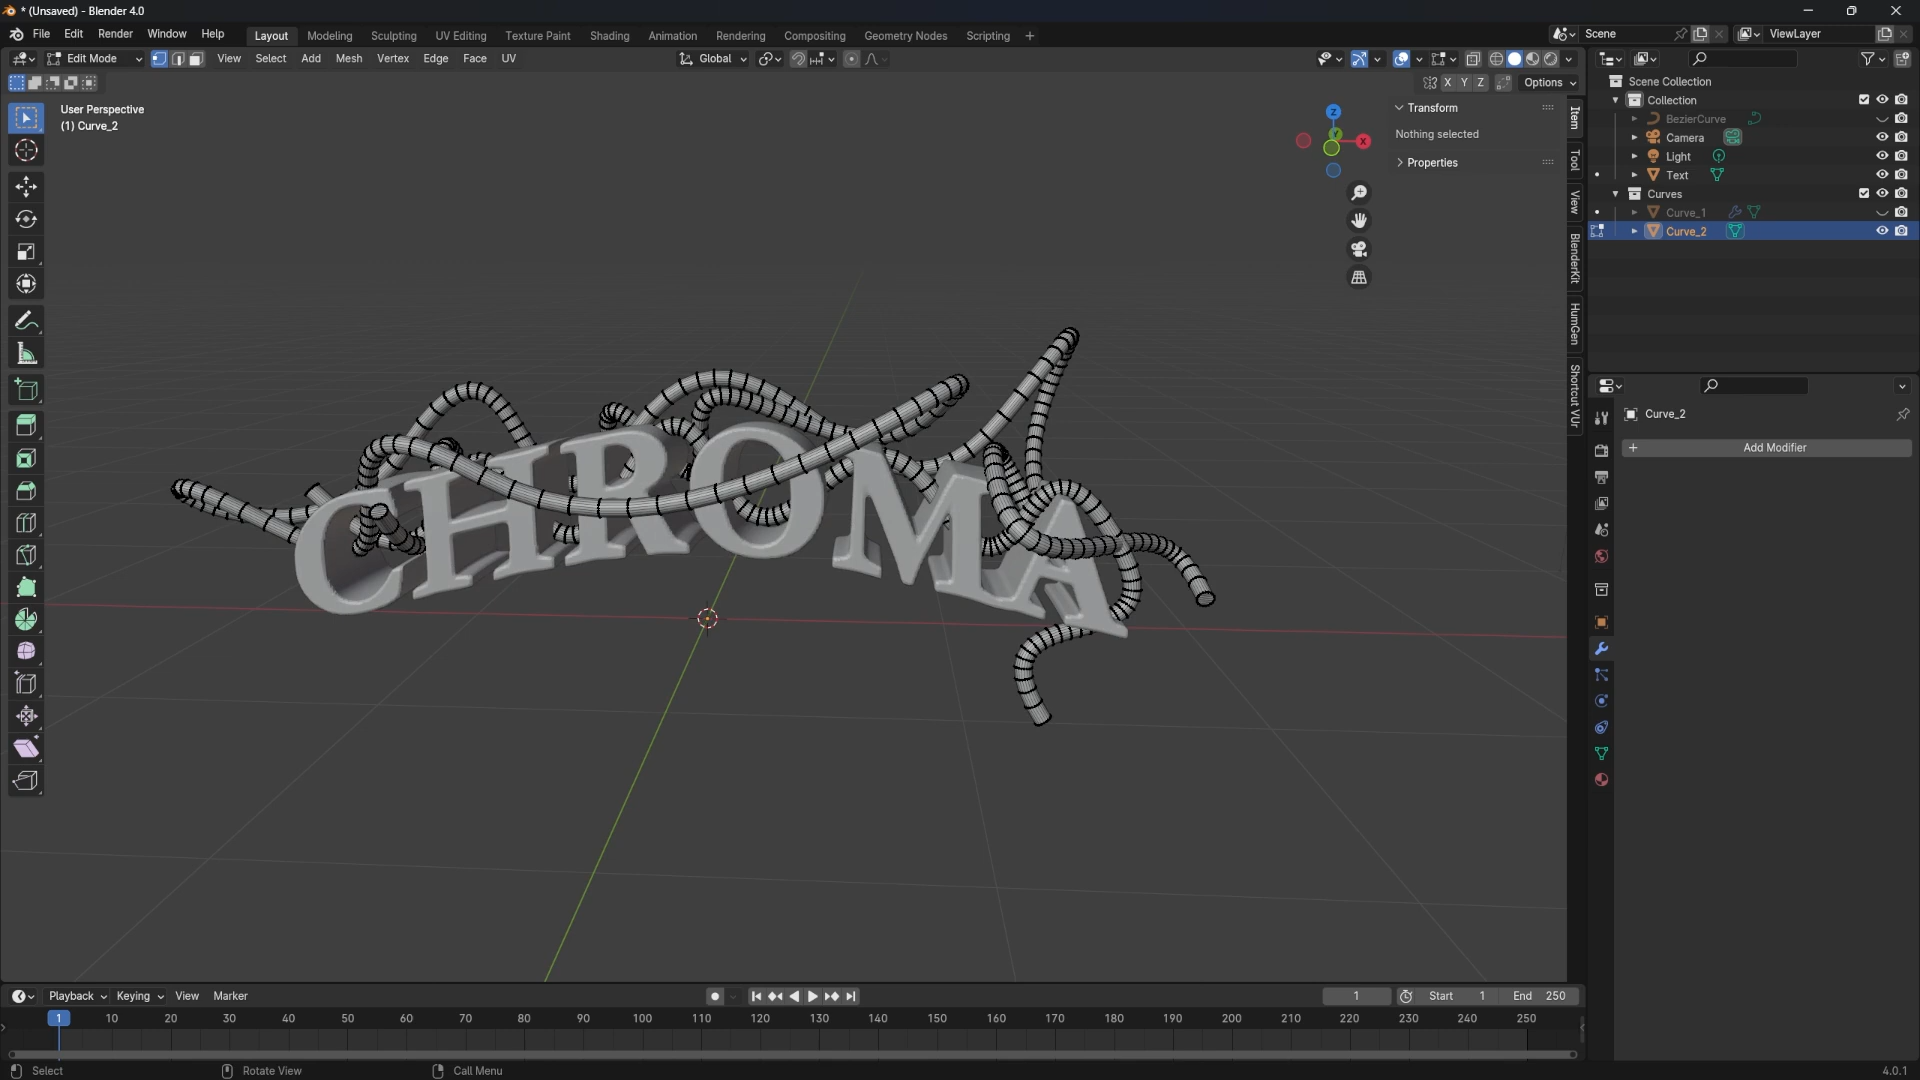 * (Unsaved) - Blender 4.0
File Edit Render Window Help
Layout Modeling Sculpting UV Editing Texture Paint Shading Animation Rendering Compositing Geometry Nodes Scripting +
Scene
ViewLayer
Edit Mode View Select Add Mesh Vertex Edge Face UV
Global
X Y Z
Options
User Perspective
(1) Curve_2
Z
Y
X
Transform
Nothing selected
Properties
Item
Tool
View
BlenderKit
HumGen
Shortcut VUr
CHROMA
Scene Collection
Collection
BezierCurve
Camera
Light
Text
Curves
Curve_1
Curve_2
Curve_2
+ Add Modifier
Playback Keying View Marker
1 Start 1 End 250
1 10 20 30 40 50 60 70 80 90 100 110 120 130 140 150 160 170 180 190 200 210 220 230 240 250
Select Rotate View Call Menu
4.0.1